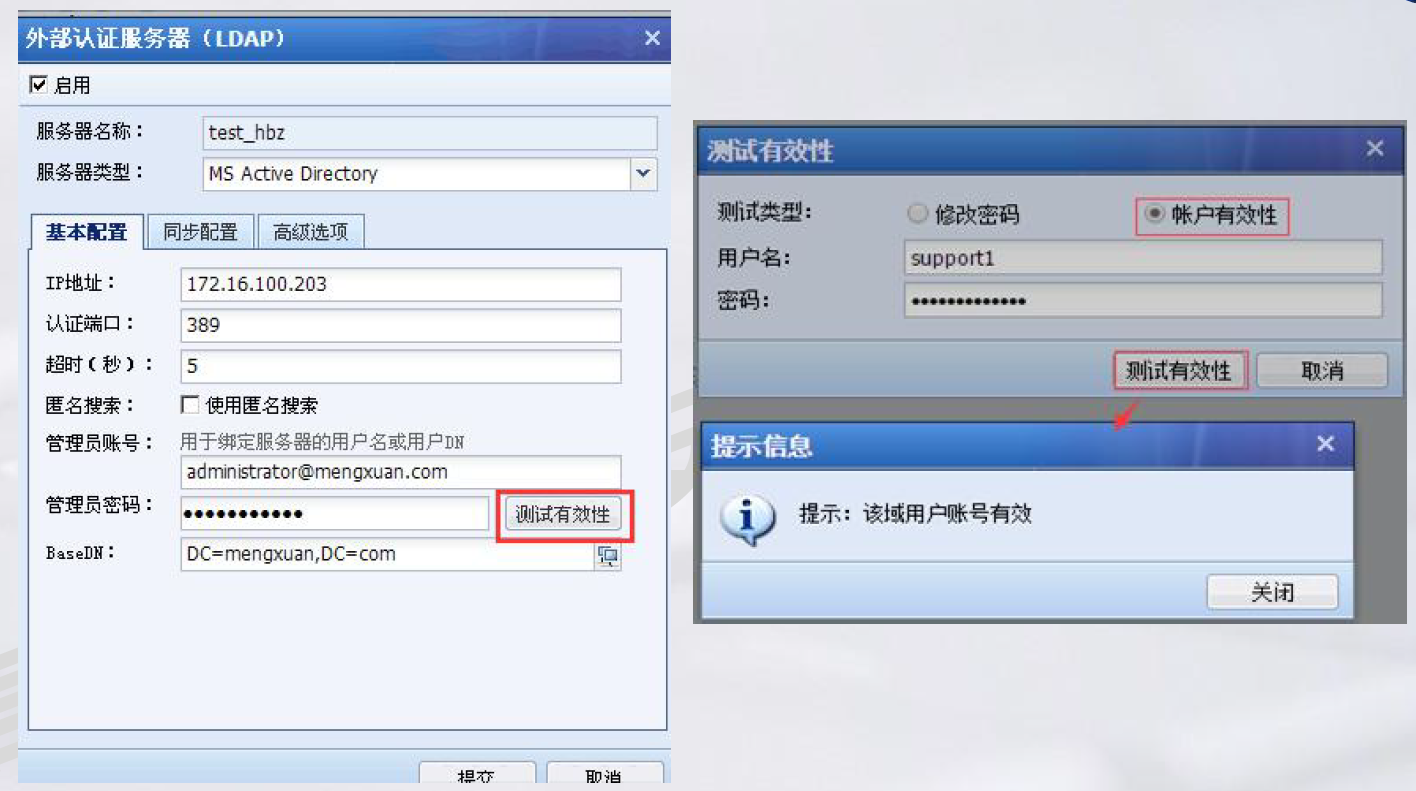 外部认证服务器（LDAP）
启用
服务器名称：
test_hbz
服务器类型：
MS Active Directory
基本配置
同步配置
高级选项
IP地址：
172.16.100.203
认证端口：
389
超时(秒)：
5
匿名搜索：
使用匿名搜索
管理员账号：
用于绑定服务器的用户名或用户DN
administrator@mengxuan.com
管理员密码：
●●●●●●●●●●●
测试有效性
BaseDN：
DC=mengxuan,DC=com
提交
取消
测试有效性
测试类型：
修改密码
帐户有效性
用户名：
support1
密码：
●●●●●●●●●●●●●
测试有效性
取消
提示信息
提示：该域用户账号有效
关闭